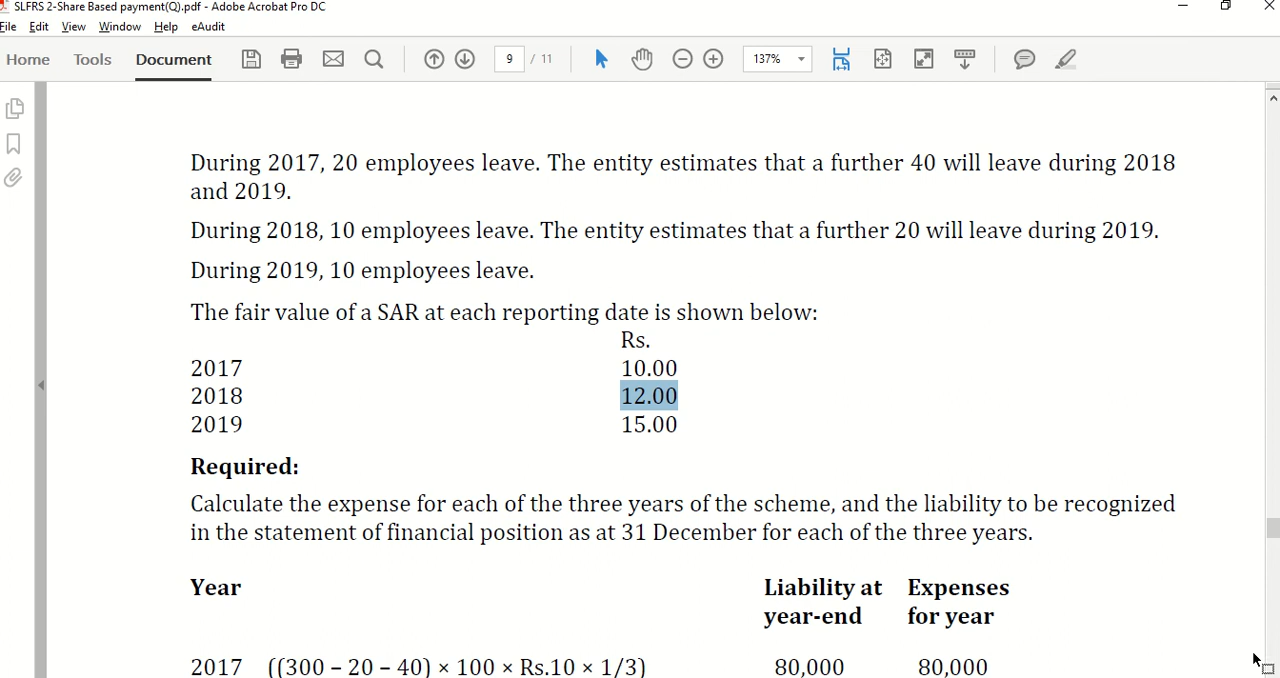 SLFRS 2-Share Based payment(Q).pdf - Adobe Acrobat Pro DC
File Edit View Window Help eAudit
Home Tools Document 9 / 11 137%
During 2017, 20 employees leave. The entity estimates that a further 40 will leave during 2018
and 2019.
During 2018, 10 employees leave. The entity estimates that a further 20 will leave during 2019.
During 2019, 10 employees leave.
The fair value of a SAR at each reporting date is shown below:
Rs.
2017 10.00
2018 12.00
2019 15.00
Required:
Calculate the expense for each of the three years of the scheme, and the liability to be recognized
in the statement of financial position as at 31 December for each of the three years.
Year Liability at Expenses
year-end for year
2017 ((300 – 20 – 40) × 100 × Rs.10 × 1/3) 80,000 80,000